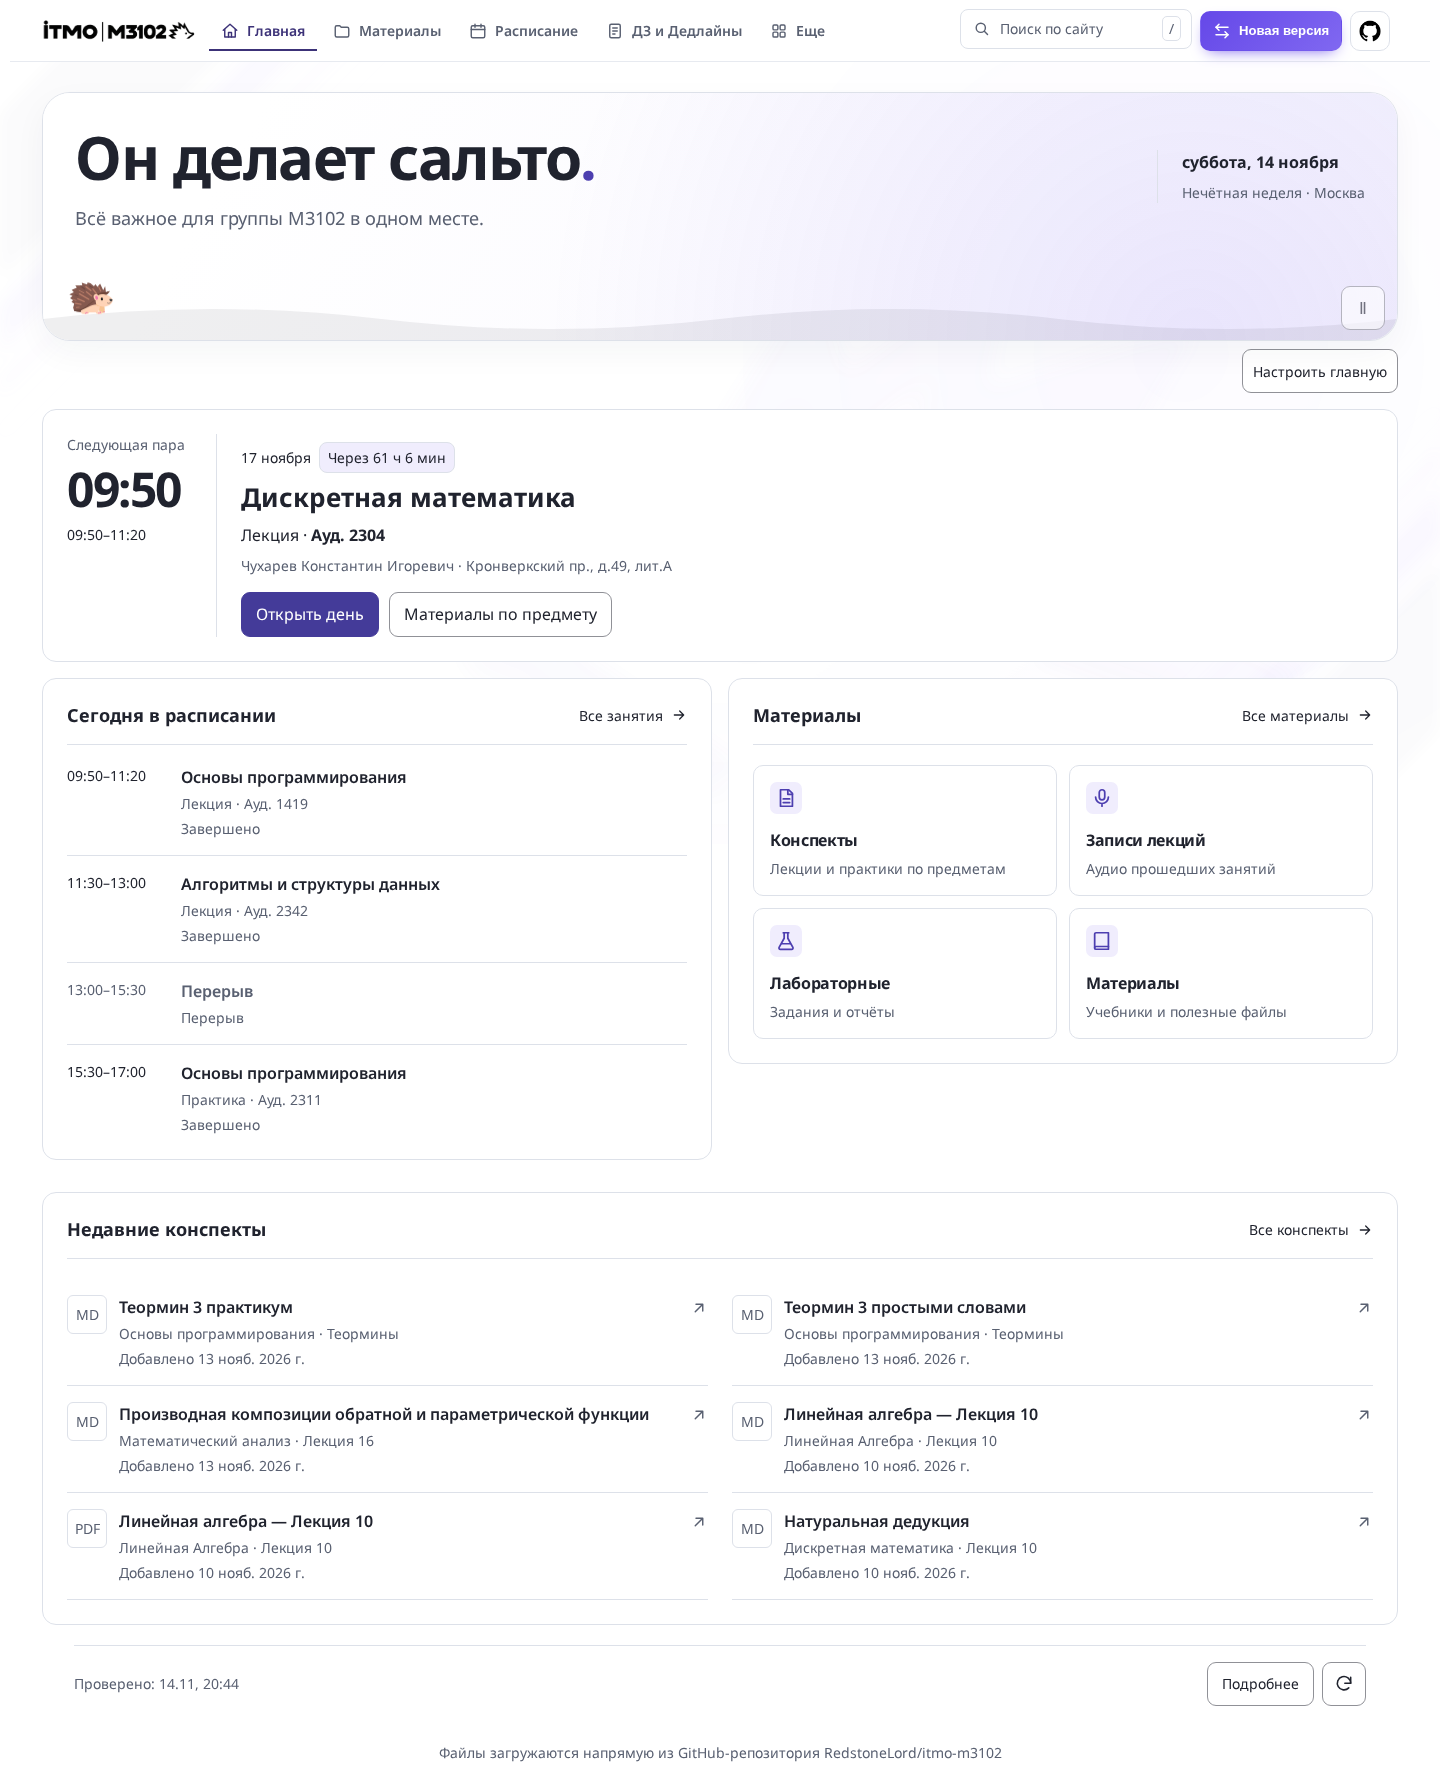 ITMO | M3102
Главная
Материалы
Расписание
ДЗ и Дедлайны
Еще
Поиск по сайту
/
Новая версия
Он делает сальто.
Всё важное для группы M3102 в одном месте.
суббота, 14 ноября
Нечётная неделя · Москва
Настроить главную
Следующая пара
09:50
09:50–11:20
17 ноября
Через 61 ч 6 мин
Дискретная математика
Лекция · Ауд. 2304
Чухарев Константин Игоревич · Кронверкский пр., д.49, лит.А
Открыть день
Материалы по предмету
Сегодня в расписании
Все занятия
09:50–11:20
Основы программирования
Лекция · Ауд. 1419
Завершено
11:30–13:00
Алгоритмы и структуры данных
Лекция · Ауд. 2342
Завершено
13:00–15:30
Перерыв
Перерыв
15:30–17:00
Основы программирования
Практика · Ауд. 2311
Завершено
Материалы
Все материалы
Конспекты
Лекции и практики по предметам
Записи лекций
Аудио прошедших занятий
Лабораторные
Задания и отчёты
Материалы
Учебники и полезные файлы
Недавние конспекты
Все конспекты
MD
Теормин 3 практикум
Основы программирования · Теормины
Добавлено 13 нояб. 2026 г.
MD
Теормин 3 простыми словами
Основы программирования · Теормины
Добавлено 13 нояб. 2026 г.
MD
Производная композиции обратной и параметрической функции
Математический анализ · Лекция 16
Добавлено 13 нояб. 2026 г.
MD
Линейная алгебра — Лекция 10
Линейная Алгебра · Лекция 10
Добавлено 10 нояб. 2026 г.
PDF
Линейная алгебра — Лекция 10
Линейная Алгебра · Лекция 10
Добавлено 10 нояб. 2026 г.
MD
Натуральная дедукция
Дискретная математика · Лекция 10
Добавлено 10 нояб. 2026 г.
Проверено: 14.11, 20:44
Подробнее
Файлы загружаются напрямую из GitHub-репозитория RedstoneLord/itmo-m3102